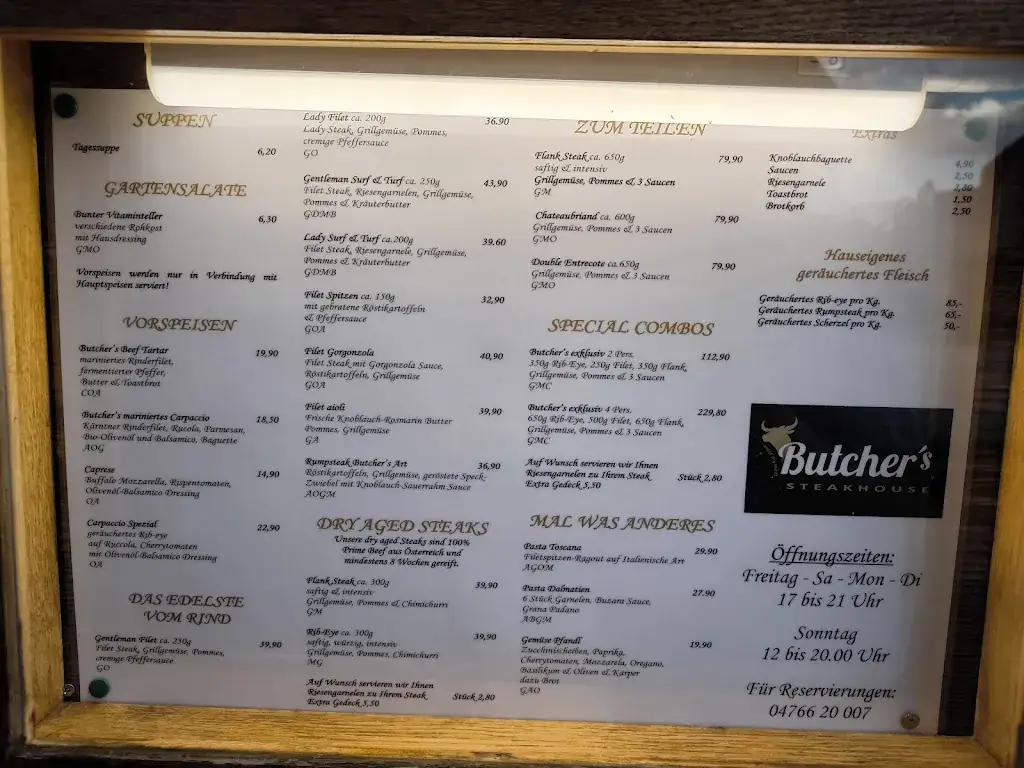 SUPPEN
Tagessuppe 6,20
GARTENSALATE
Bunter Vitaminteller 6,30
verschiedene Rohkost
mit Hausdressing
GMO
Vorspeisen werden nur in Verbindung mit
Hauptspeisen serviert!
VORSPEISEN
Butcher's Beef Tartar 19,90
mariniertes Rinderfilet,
fermentierter Pfeffer,
Butter & Toastbrot
COA
Butcher's mariniertes Carpaccio 18,50
Kärntner Rinderfilet, Rucola, Parmesan,
Bio-Olivenöl und Balsamico, Baguette
AOG
Caprese 14,90
Buffalo Mozzarella, Rispentomaten,
Olivenöl-Balsamico Dressing
OA
Carpaccio Spezial 22,90
geräuchertes Rib-eye
auf Ruccola, Cherrytomaten
mit Olivenöl-Balsamico Dressing
OA
DAS EDELSTE
VOM RIND
Gentleman Filet ca. 250g 39,90
Filet Steak, Grillgemüse, Pommes,
cremige Pfeffersauce
GO
Lady Filet ca. 200g 36.90
Lady Steak, Grillgemüse, Pommes,
cremige Pfeffersauce
GO
Gentleman Surf & Turf ca. 250g 43,90
Filet Steak, Riesengarnelen, Grillgemüse,
Pommes & Kräuterbutter
GDMB
Lady Surf & Turf ca.200g 39.60
Filet Steak, Riesengarnele, Grillgemüse,
Pommes & Kräuterbutter
GDMB
Filet Spitzen ca. 150g 32,90
mit gebratene Röstikartoffeln
& Pfeffersauce
GOA
Filet Gorgonzola 40,90
Filet Steak mit Gorgonzola Sauce,
Röstikartoffeln, Grillgemüse
GOA
Filet aioli 39,90
Frische Knoblauch-Rosmarin Butter
Pommes, Grillgemüse
GA
Rumpsteak Butcher's Art 36,90
Röstikartoffeln, Grillgemüse, geröstete Speck-
Zwiebel mit Knoblauch-Sauerrahm Sauce
AOGM
DRY AGED STEAKS
Unsere dry aged Steaks sind 100%
Prime Beef aus Österreich und
mindestens 8 Wochen gereift.
Flank Steak ca. 300g 39,90
saftig & intensiv
Grillgemüse, Pommes & Chimichurri
GM
Rib-Eye ca. 300g 39,90
saftig, würzig, intensiv
Grillgemüse, Pommes, Chimichurri
MG
Auf Wunsch servieren wir Ihnen
Riesengarnelen zu Ihrem Steak Stück 2,80
Extra Gedeck 5,50
ZUM TEILEN
Flank Steak ca. 650g 79,90
saftig & intensiv
Grillgemüse, Pommes & 3 Saucen
GM
Chateaubriand ca. 600g 79,90
Grillgemüse, Pommes & 3 Saucen
GMO
Double Entrecote ca.650g 79.90
Grillgemüse, Pommes & 3 Saucen
GMO
SPECIAL COMBOS
Butcher's exklusiv 2 Pers. 112,90
350g Rib-Eye, 250g Filet, 350g Flank,
Grillgemüse, Pommes & 3 Saucen
GMC
Butcher's exklusiv 4 Pers. 229,80
650g Rib-Eye, 500g Filet, 650g Flank,
Grillgemüse, Pommes & 3 Saucen
GMC
Auf Wunsch servieren wir Ihnen
Riesengarnelen zu Ihrem Steak Stück 2,80
Extra Gedeck 5,50
MAL WAS ANDERES
Pasta Toscana 29.90
Filetspitzen-Ragout auf Italienische Art
AGOM
Pasta Dalmatien 27.90
6 Stück Garnelen, Buzara Sauce,
Grana Padano
ABGM
Gemüse Pfandl 19.90
Zucchinischeiben, Paprika,
Cherrytomaten, Mozzarela, Oregano,
Basilikum & Oliven & Karper
dazu Brot
GAO
Extras
Knoblauchbaguette 4,90
Saucen 2,50
Riesengarnele 2,80
Toastbrot 1,50
Brotkorb 2,50
Hauseigenes
geräuchertes Fleisch
Geräuchertes Rib-eye pro Kg. 85,-
Geräuchertes Rumpsteak pro Kg. 65,-
Geräuchertes Scherzel pro Kg. 50,-
Butcher's
STEAKHOUSE
Öffnungszeiten:
Freitag - Sa - Mon - Di
17 bis 21 Uhr
Sonntag
12 bis 20.00 Uhr
Für Reservierungen:
04766 20 007